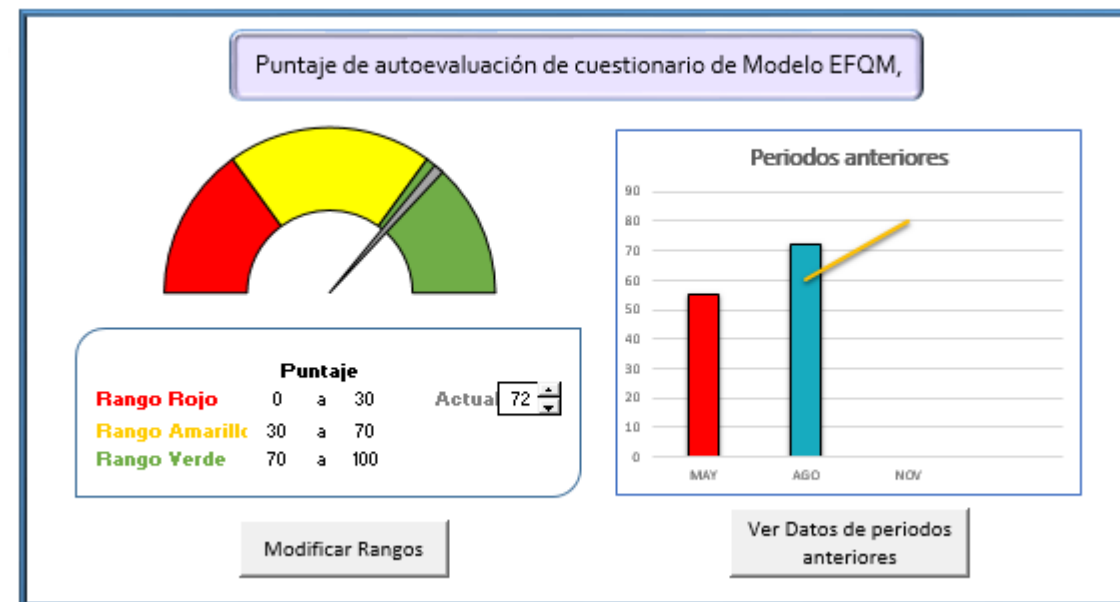 Puntaje de autoevaluación de cuestionario de Modelo EFQM,
Puntaje
Rango Rojo 0 a 30
Actual 72
Rango Amarillo 30 a 70
Rango Verde 70 a 100
Modificar Rangos
Periodos anteriores
90
80
70
60
50
40
30
20
10
0
MAY AGO NOV
Ver Datos de periodos
anteriores